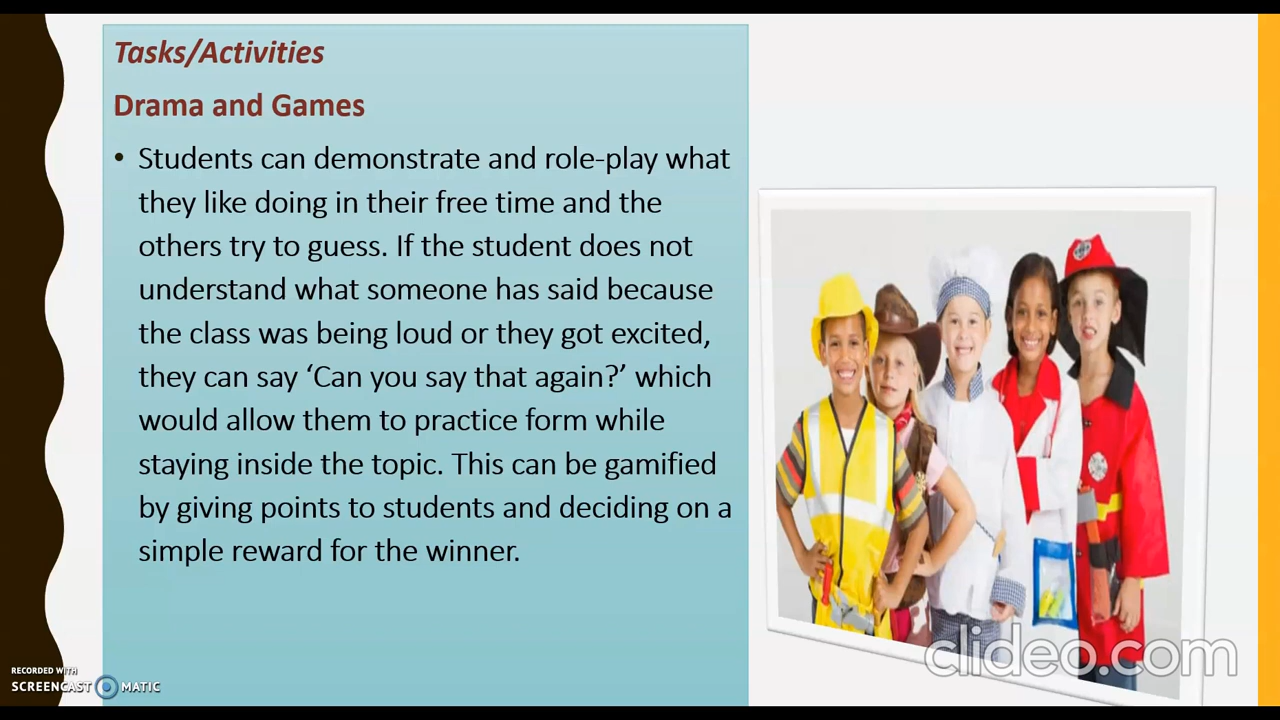 Tasks/Activities
Drama and Games
• Students can demonstrate and role-play what
they like doing in their free time and the
others try to guess. If the student does not
understand what someone has said because
the class was being loud or they got excited,
they can say ‘Can you say that again?’ which
would allow them to practice form while
staying inside the topic. This can be gamified
by giving points to students and deciding on a
simple reward for the winner.
clideo.com
RECORDED WITH
SCREENCAST MATIC